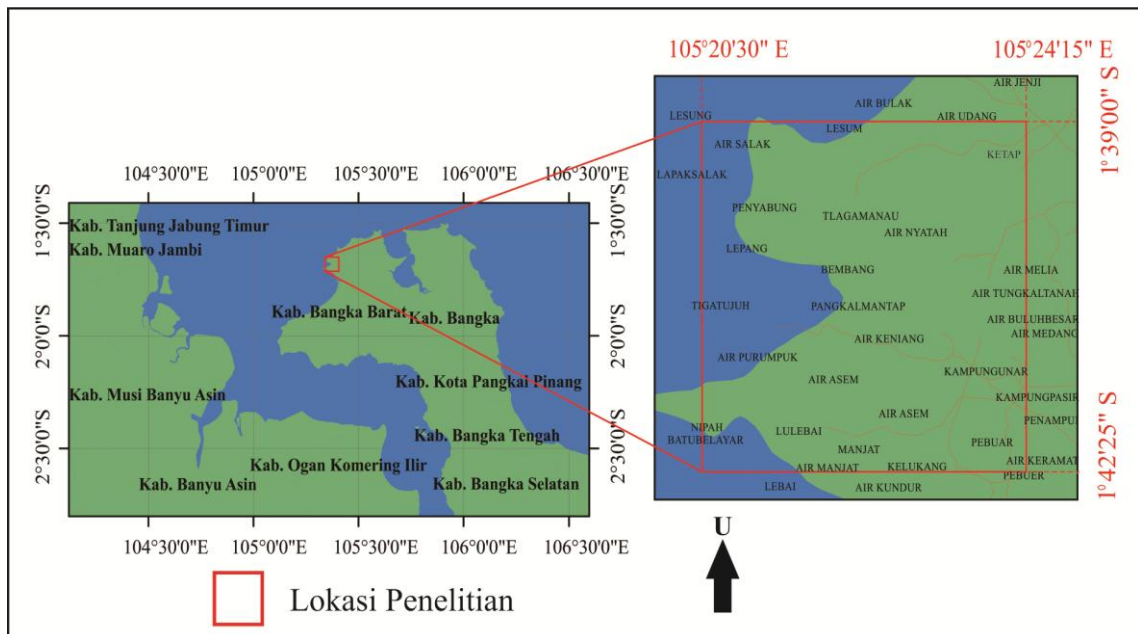 104°30'0"E
105°0'0"E
105°30'0"E
106°0'0"E
106°30'0"E
1°30'0"S
2°0'0"S
2°30'0"S
Kab. Tanjung Jabung Timur
Kab. Muaro Jambi
Kab. Bangka Barat
Kab. Bangka
Kab. Musi Banyu Asin
Kab. Kota Pangkai Pinang
Kab. Bangka Tengah
Kab. Ogan Komering Ilir
Kab. Banyu Asin
Kab. Bangka Selatan
1°30'0"S
2°0'0"S
2°30'0"S
104°30'0"E
105°0'0"E
105°30'0"E
106°0'0"E
106°30'0"E
Lokasi Penelitian
105°20'30" E
105°24'15" E
1°39'00" S
1°42'25" S
AIR JENJI
AIR BULAK
LESUNG
AIR UDANG
LESUM
AIR SALAK
KETAP
LAPAKSALAK
PENYABUNG
TLAGAMANAU
AIR NYATAH
LEPANG
BEMBANG
AIR MELIA
AIR TUNGKALTANAH
TIGATUJUH
PANGKALMANTAP
AIR BULUHBESAR
AIR MEDANG
AIR KENIANG
AIR PURUMPUK
KAMPUNGUNAR
AIR ASEM
KAMPUNGPASIR
AIR ASEM
PENAMPUI
NIPAH
LULEBAI
BATUBELAYAR
PEBUAR
MANJAT
AIR KERAMAT
AIR MANJAT
KELUKANG
PEBUER
LEBAI
AIR KUNDUR
U